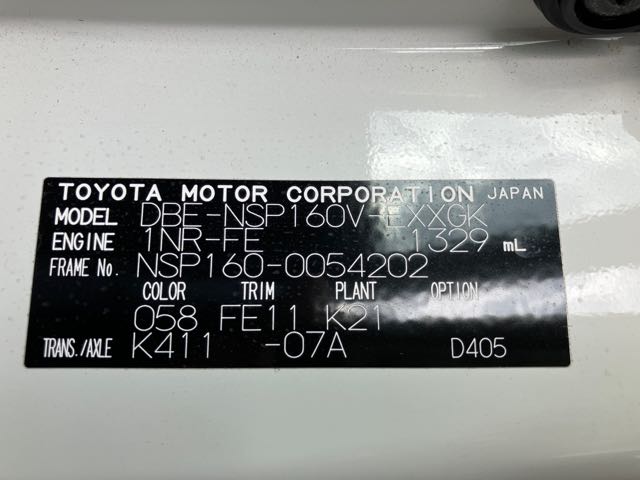 TOYOTA MOTOR CORPORATION JAPAN
MODEL DBE-NSP160V-EXXGK
ENGINE 1NR-FE 1329 mL
FRAME No. NSP160-0054202
COLOR TRIM PLANT OPTION
058 FE11 K21
TRANS./AXLE K411 -07A D405